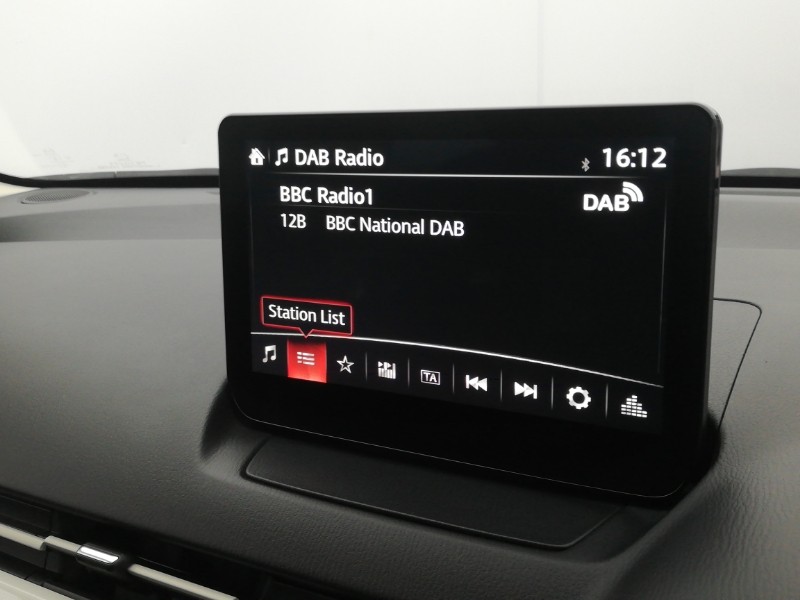 DAB Radio 16:12
BBC Radio1 DAB
12B BBC National DAB
Station List
TA